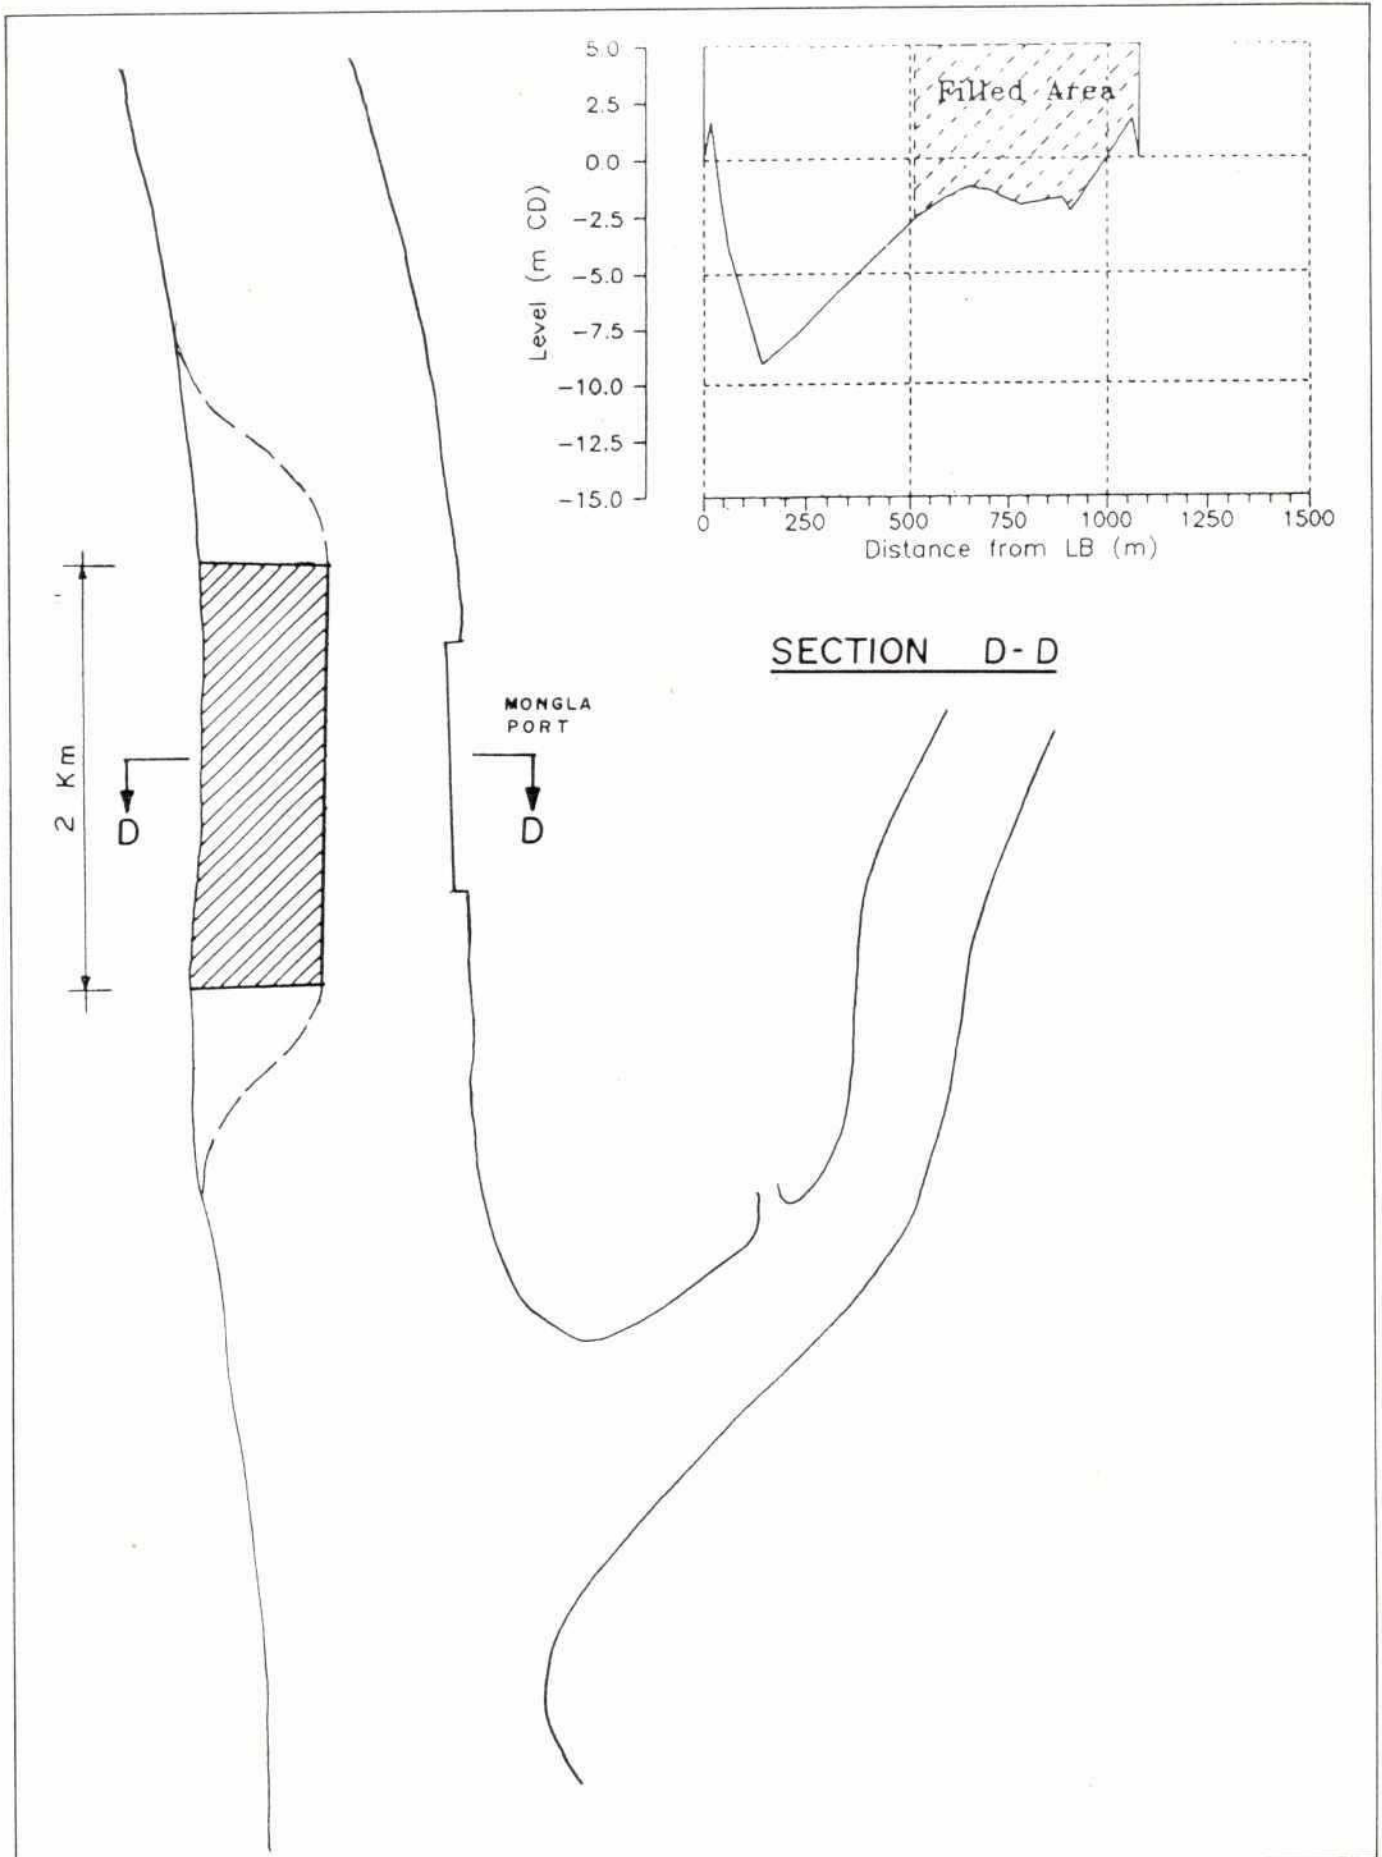 5.0
2.5
0.0
-2.5
-5.0
-7.5
-10.0
-12.5
-15.0
Level (m CD)
Filled Area
0 250 500 750 1000 1250 1500
Distance from LB (m)
SECTION D-D
MONGLA
PORT
2 Km
D D